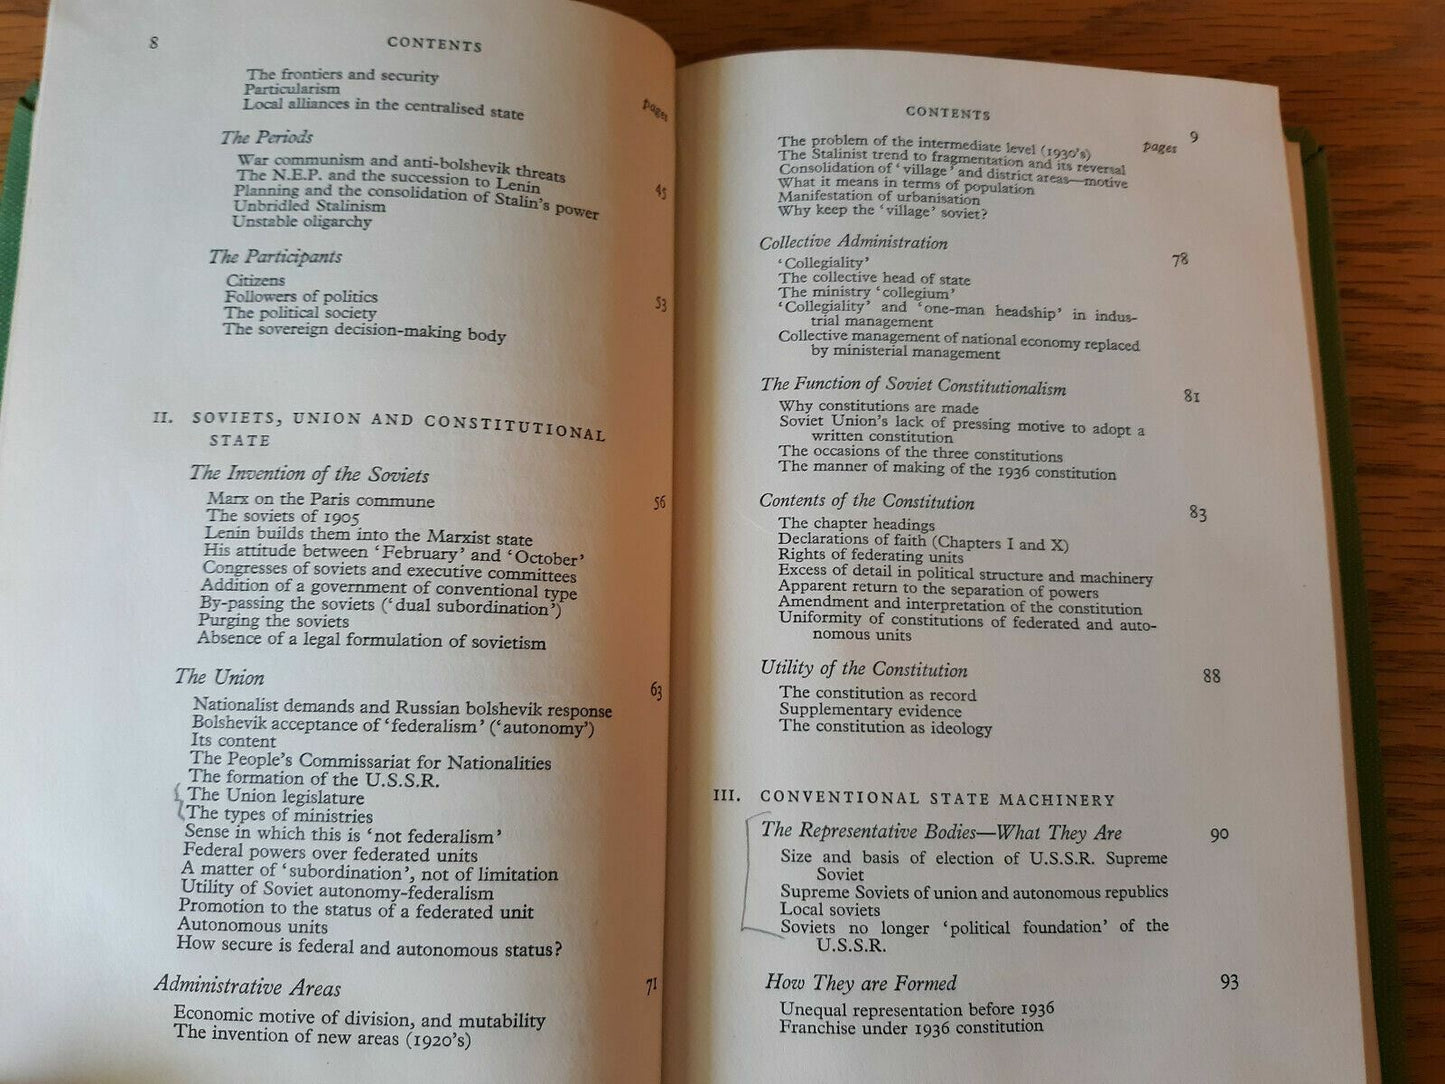 8
CONTENTS
The frontiers and security
Particularism
Local alliances in the centralised state
pages
The Periods
45
War communism and anti-bolshevik threats
The N.E.P. and the succession to Lenin
Planning and the consolidation of Stalin's power
Unbridled Stalinism
Unstable oligarchy
The Participants
53
Citizens
Followers of politics
The political society
The sovereign decision-making body
II. SOVIETS, UNION AND CONSTITUTIONAL
STATE
The Invention of the Soviets
56
Marx on the Paris commune
The soviets of 1905
Lenin builds them into the Marxist state
His attitude between 'February' and 'October'
Congresses of soviets and executive committees
Addition of a government of conventional type
By-passing the soviets ('dual subordination')
Purging the soviets
Absence of a legal formulation of sovietism
The Union
63
Nationalist demands and Russian bolshevik response
Bolshevik acceptance of 'federalism' ('autonomy')
Its content
The People's Commissariat for Nationalities
The formation of the U.S.S.R.
The Union legislature
The types of ministries
Sense in which this is 'not federalism'
Federal powers over federated units
A matter of 'subordination', not of limitation
Utility of Soviet autonomy-federalism
Promotion to the status of a federated unit
Autonomous units
How secure is federal and autonomous status?
Administrative Areas
71
Economic motive of division, and mutability
The invention of new areas (1920's)
CONTENTS
9
pages
The problem of the intermediate level (1930's)
The Stalinist trend to fragmentation and its reversal
Consolidation of 'village' and district areas—motive
What it means in terms of population
Manifestation of urbanisation
Why keep the 'village' soviet?
Collective Administration
78
'Collegiality'
The collective head of state
The ministry 'collegium'
'Collegiality' and 'one-man headship' in indus-
trial management
Collective management of national economy replaced
by ministerial management
The Function of Soviet Constitutionalism
81
Why constitutions are made
Soviet Union's lack of pressing motive to adopt a
written constitution
The occasions of the three constitutions
The manner of making of the 1936 constitution
Contents of the Constitution
83
The chapter headings
Declarations of faith (Chapters I and X)
Rights of federating units
Excess of detail in political structure and machinery
Apparent return to the separation of powers
Amendment and interpretation of the constitution
Uniformity of constitutions of federated and auto-
nomous units
Utility of the Constitution
88
The constitution as record
Supplementary evidence
The constitution as ideology
III. CONVENTIONAL STATE MACHINERY
The Representative Bodies—What They Are
90
Size and basis of election of U.S.S.R. Supreme
Soviet
Supreme Soviets of union and autonomous republics
Local soviets
Soviets no longer 'political foundation' of the
U.S.S.R.
How They are Formed
93
Unequal representation before 1936
Franchise under 1936 constitution